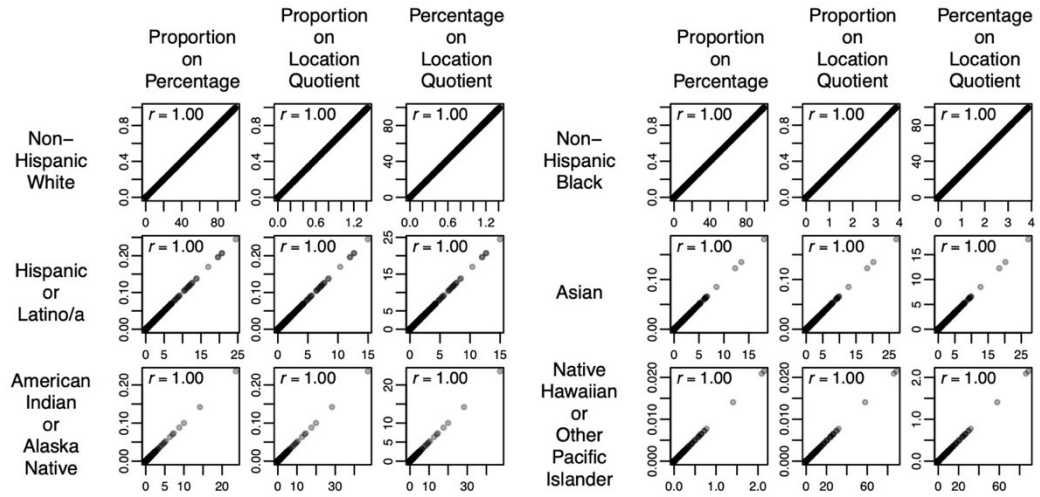 Proportion
on
Percentage
Proportion
on
Location
Quotient
Percentage
on
Location
Quotient
Non−
Hispanic
White
r = 1.00
0.0 0.4 0.8
0 40 80
r = 1.00
0.0 0.4 0.8
0.0 0.6 1.2
r = 1.00
0 40 80
0.0 0.6 1.2
Hispanic
or
Latino/a
r = 1.00
0.00 0.10 0.20
0 5 15 25
r = 1.00
0.00 0.10 0.20
0 5 10 15
r = 1.00
0 5 15 25
0 5 10 15
American
Indian
or
Alaska
Native
r = 1.00
0.00 0.10 0.20
0 5 10 20
r = 1.00
0.00 0.10 0.20
0 10 30
r = 1.00
0 10 20
0 10 30
Proportion
on
Percentage
Proportion
on
Location
Quotient
Percentage
on
Location
Quotient
Non−
Hispanic
Black
r = 1.00
0.0 0.4 0.8
0 40 80
r = 1.00
0.0 0.4 0.8
0 1 2 3 4
r = 1.00
0 40 80
0 1 2 3 4
Asian
r = 1.00
0.00 0.10
0 5 10 15
r = 1.00
0.00 0.10
0 5 10 20
r = 1.00
0 5 10 15
0 5 15 25
Native
Hawaiian
or
Other
Pacific
Islander
r = 1.00
0.000 0.010 0.020
0.0 1.0 2.0
r = 1.00
0.000 0.010 0.020
0 20 60
r = 1.00
0.0 1.0 2.0
0 20 60